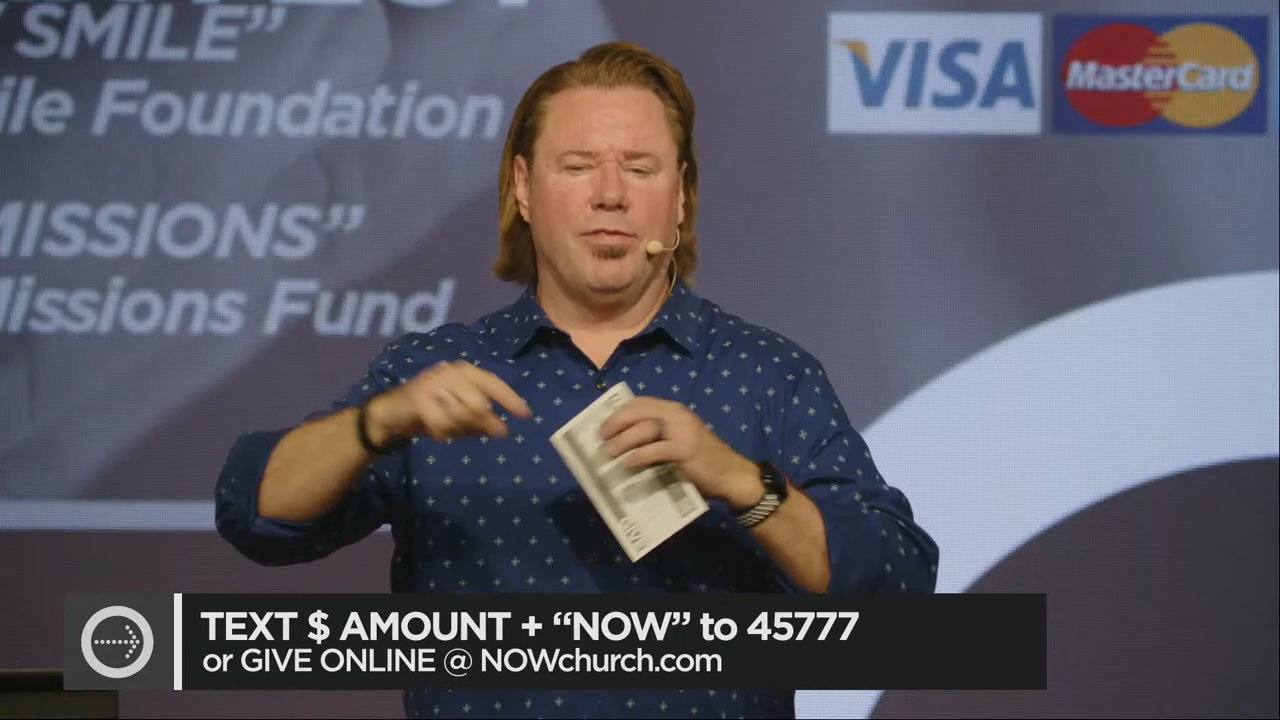 "SMILE"
ile Foundation
MISSIONS"
Missions Fund
VISA
MasterCard
TEXT $ AMOUNT + “NOW” to 45777
or GIVE ONLINE @ NOWchurch.com